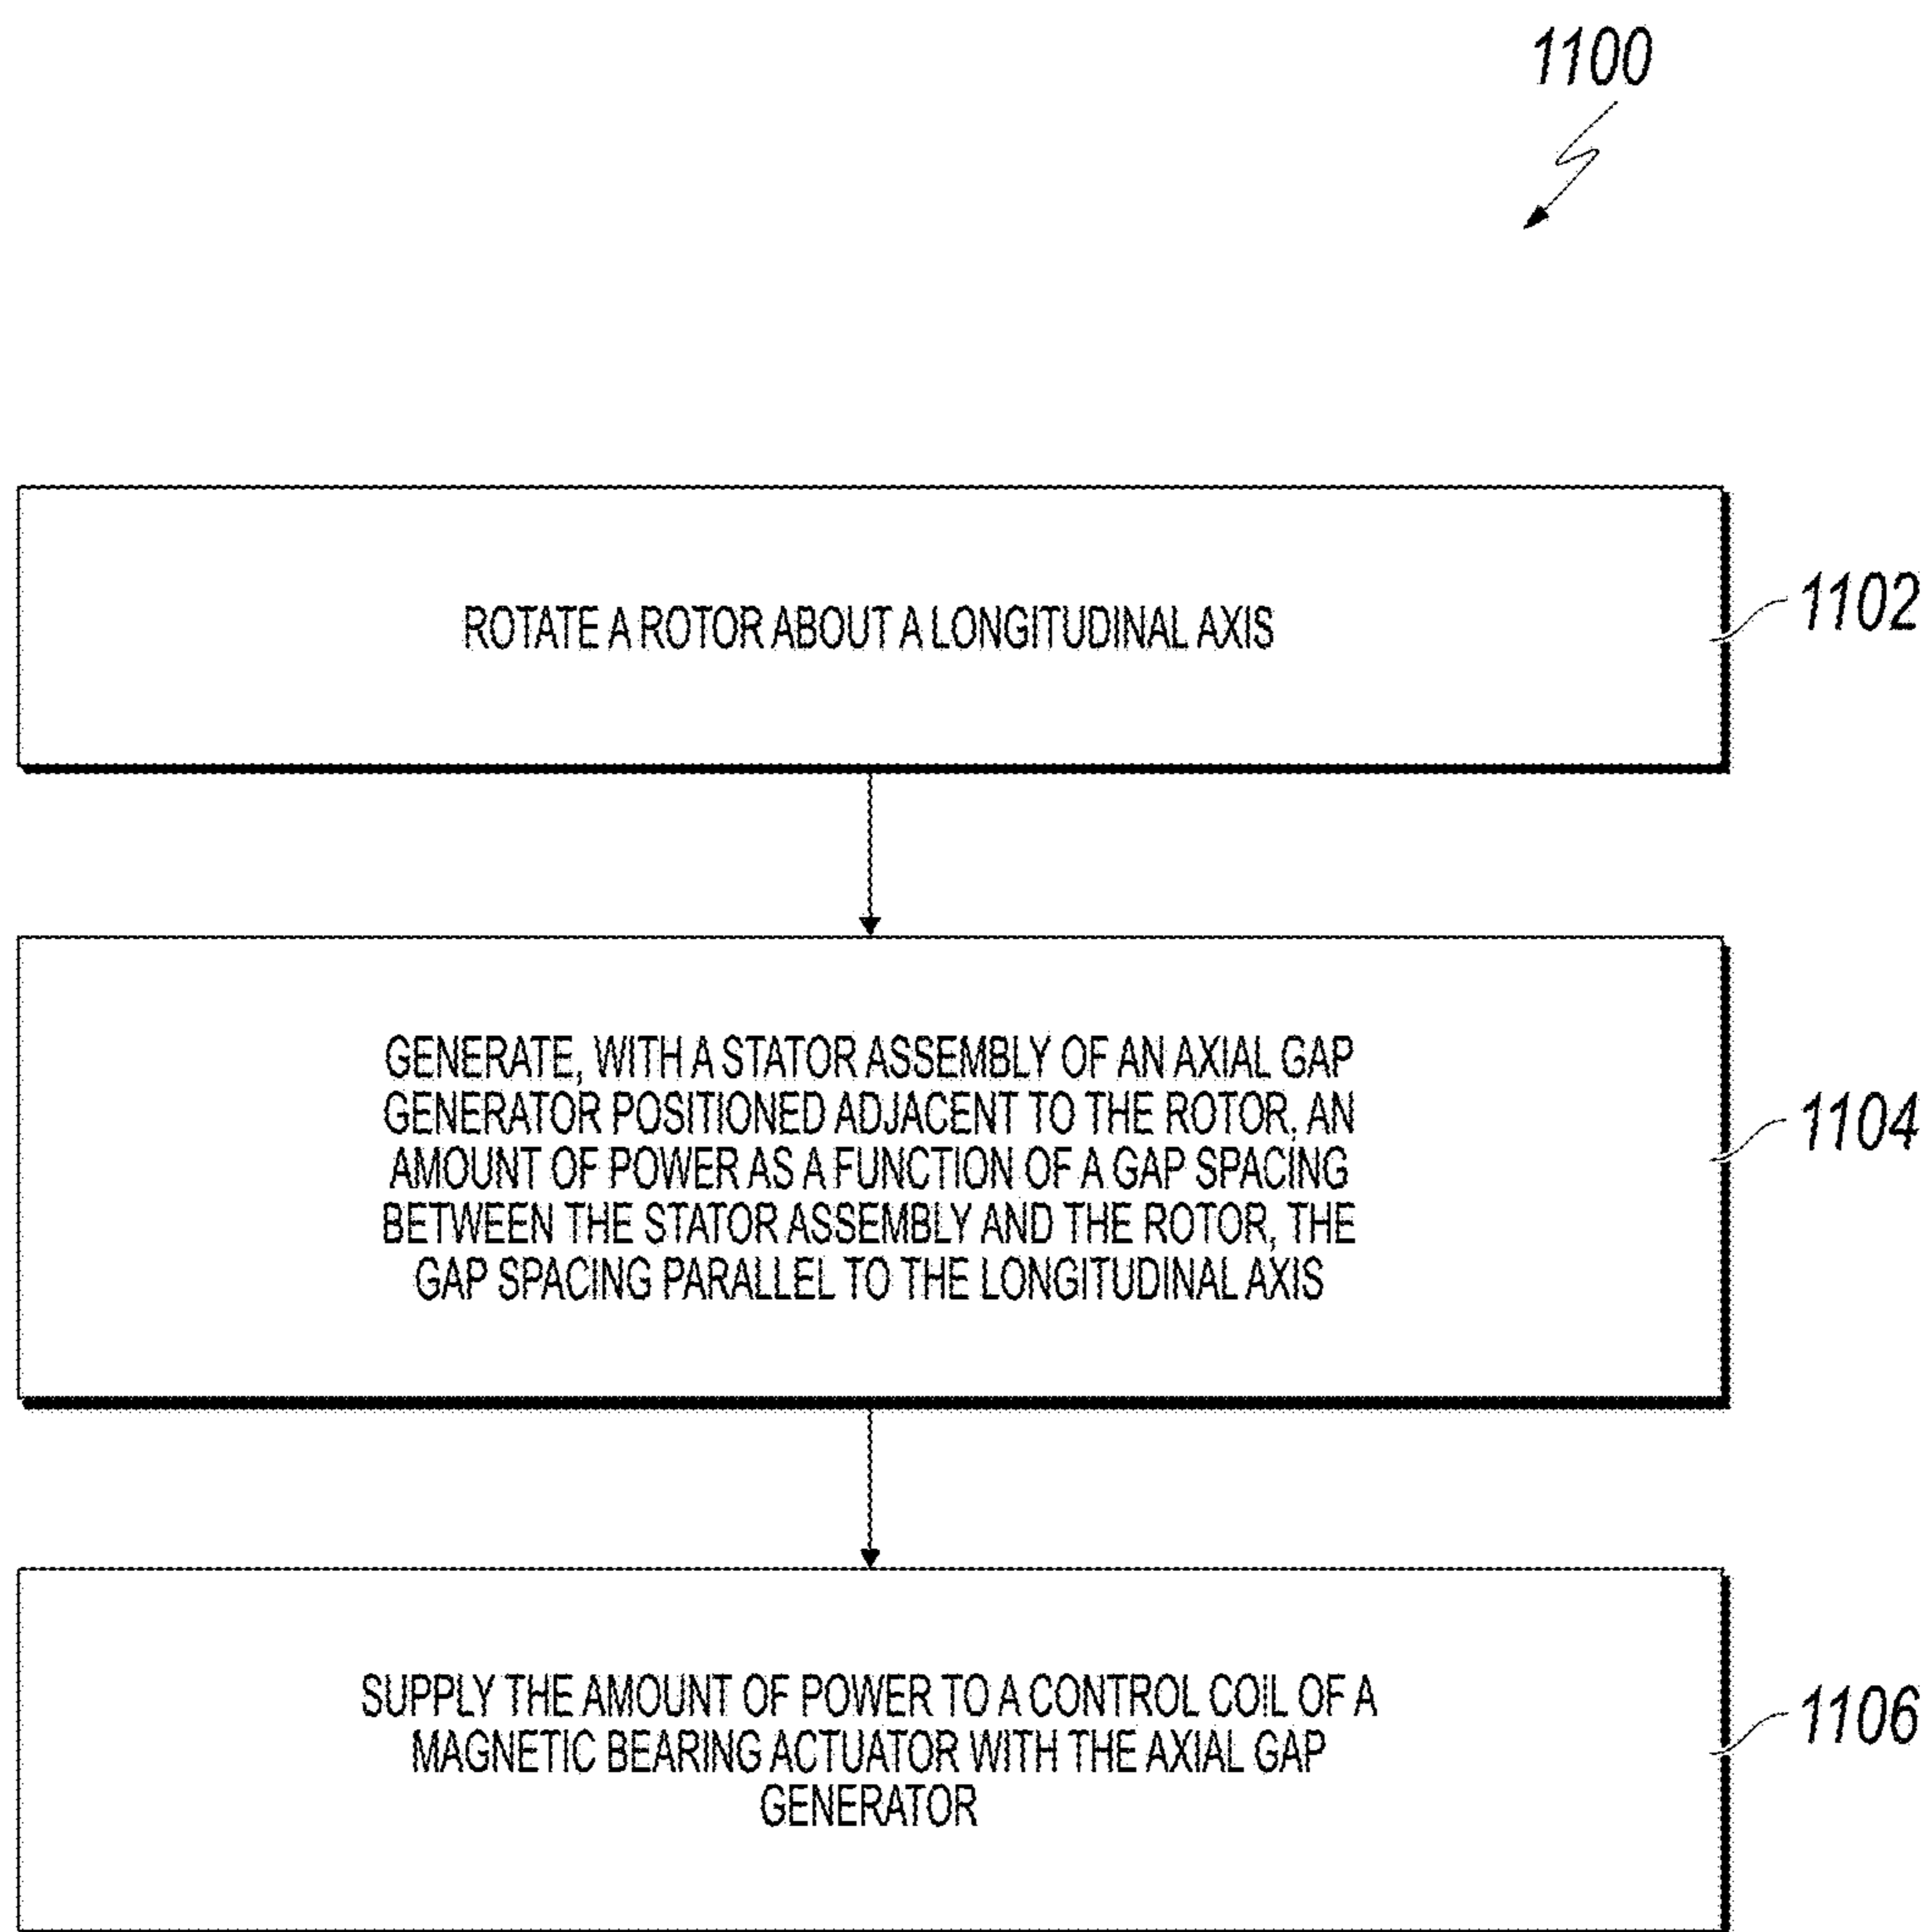 1100
ROTATE A ROTOR ABOUT A LONGITUDINAL AXIS
1102
GENERATE, WITH A STATOR ASSEMBLY OF AN AXIAL GAP
GENERATOR POSITIONED ADJACENT TO THE ROTOR, AN
AMOUNT OF POWER AS A FUNCTION OF A GAP SPACING
BETWEEN THE STATOR ASSEMBLY AND THE ROTOR, THE
GAP SPACING PARALLEL TO THE LONGITUDINAL AXIS
1104
SUPPLY THE AMOUNT OF POWER TO A CONTROL COIL OF A
MAGNETIC BEARING ACTUATOR WITH THE AXIAL GAP
GENERATOR
1106